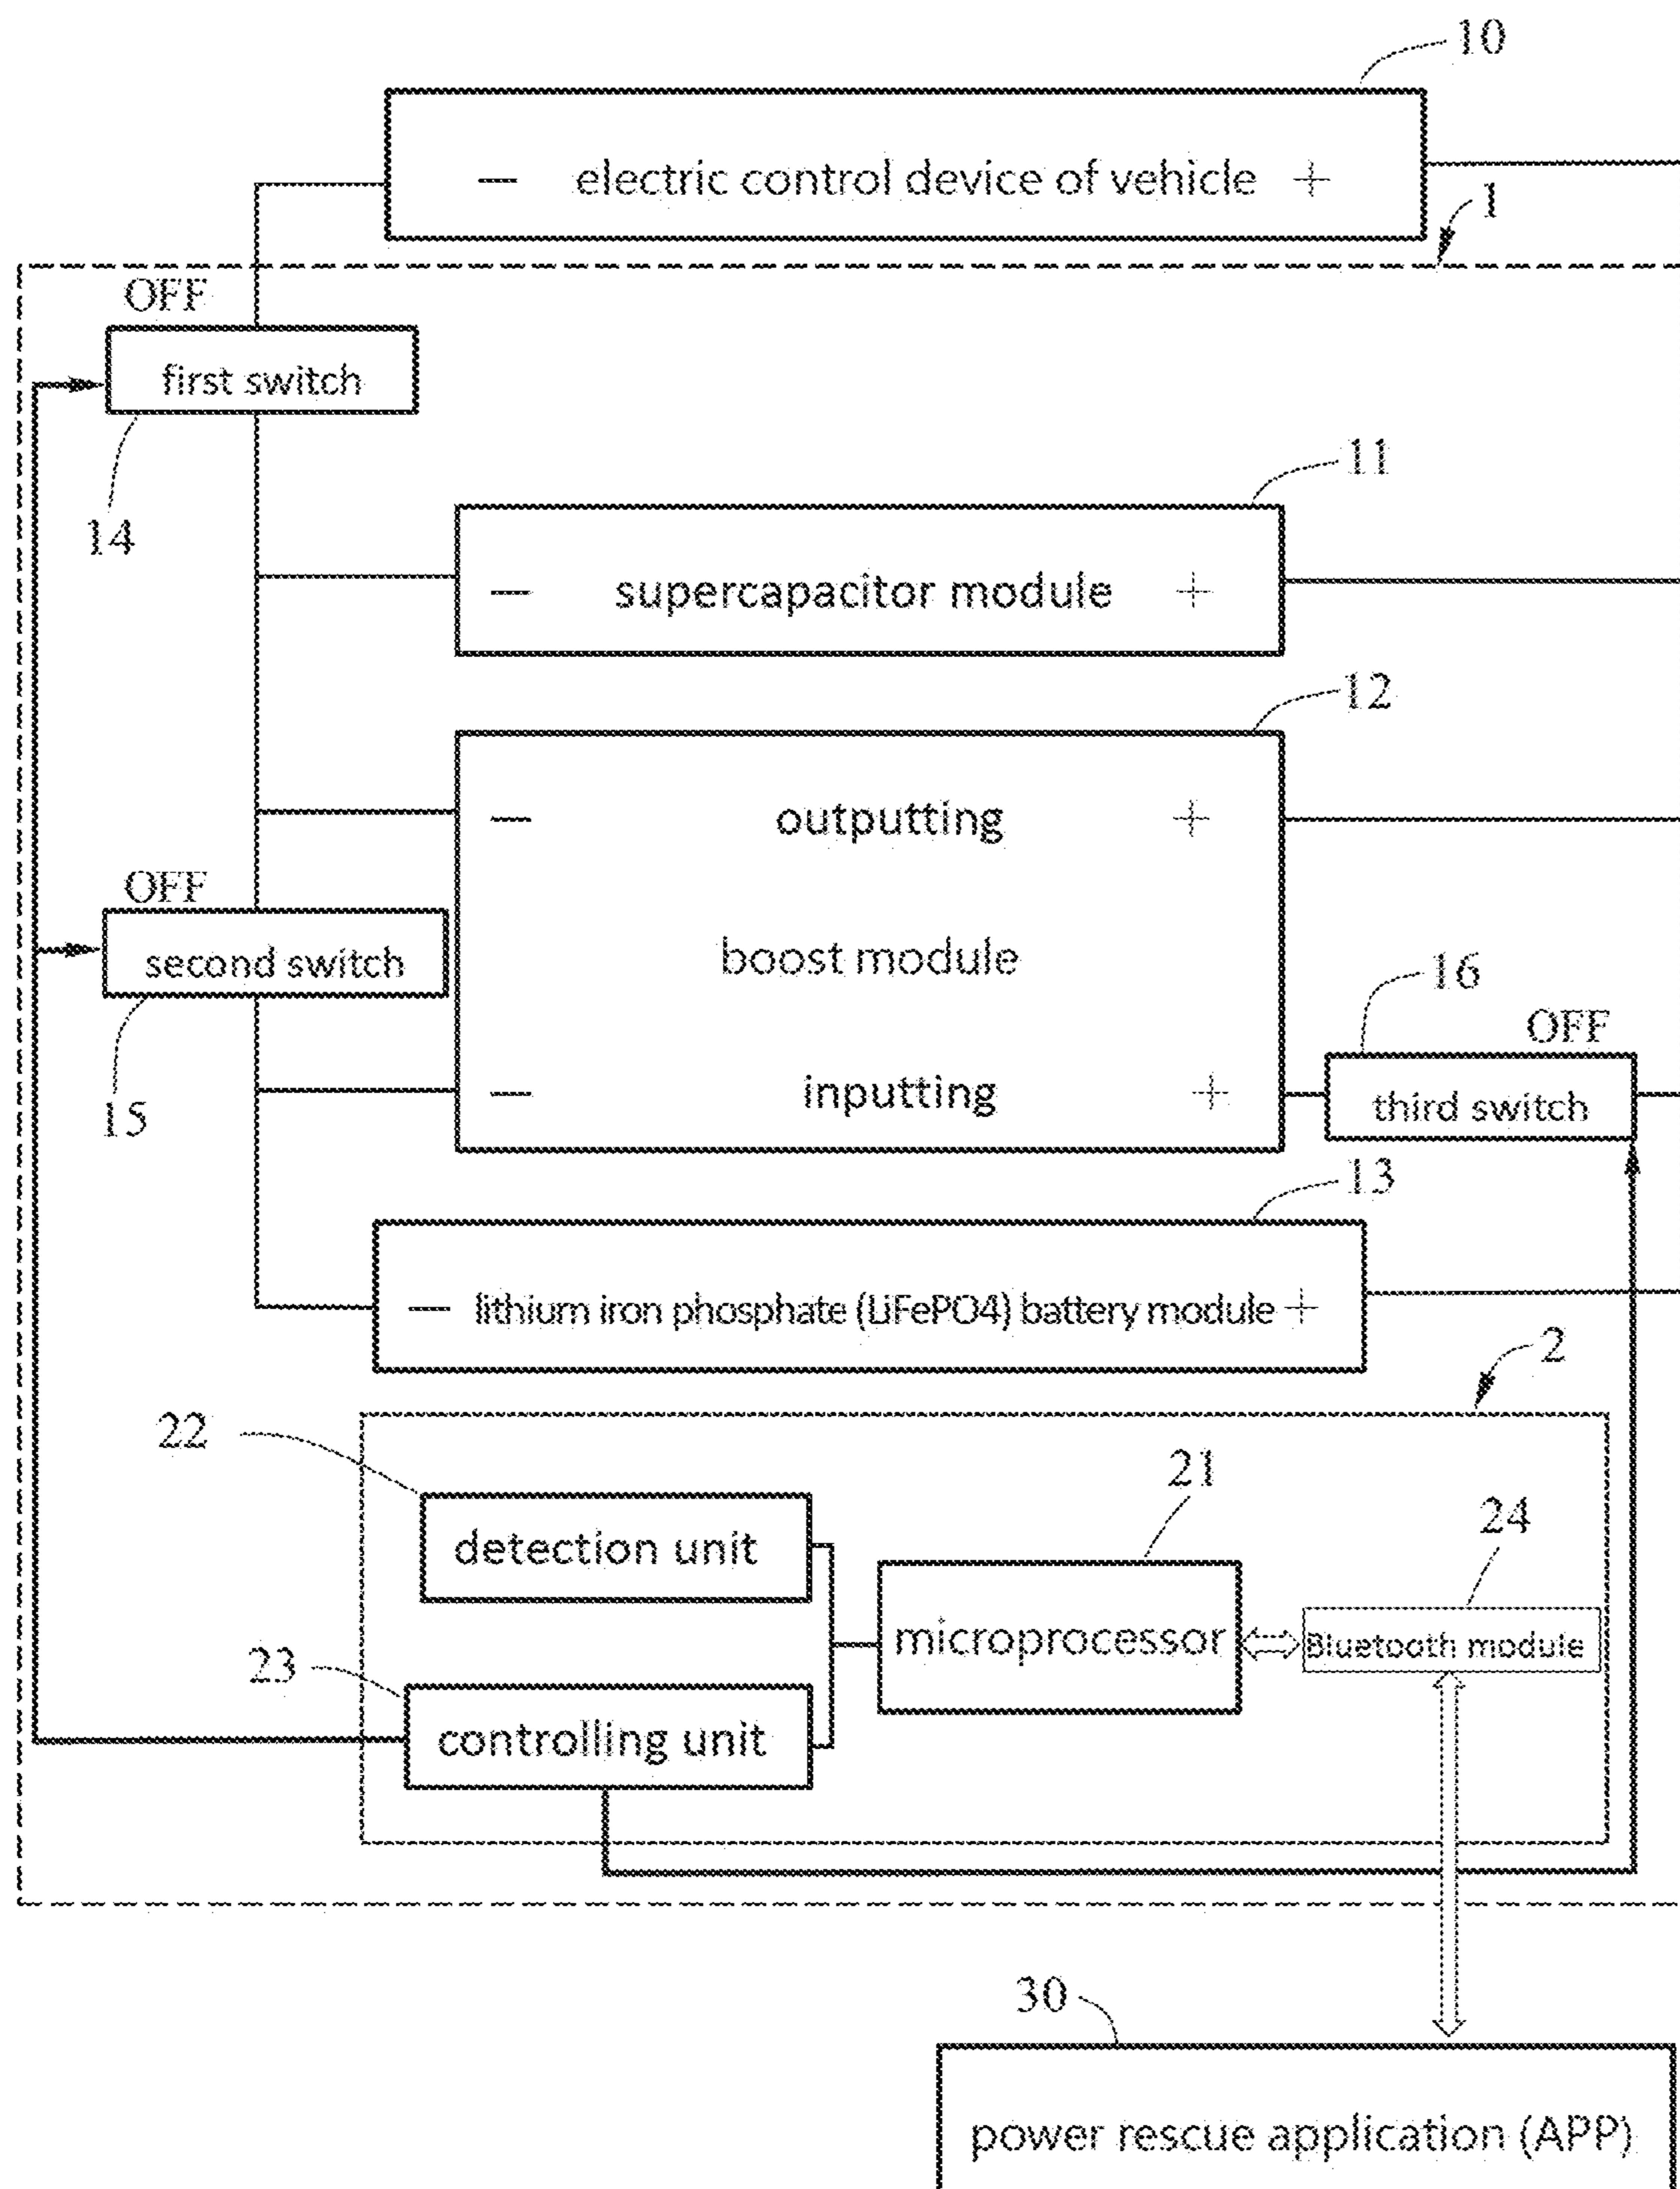 10
— electric control device of vehicle +
1
OFF
first switch
14
11
— supercapacitor module +
12
— outputting +
OFF
second switch
boost module
16
OFF
15
— inputting +
third switch
13
— lithium iron phosphate (LiFePO4) battery module +
2
22
21
24
detection unit
microprocessor
Bluetooth module
23
controlling unit
30
power rescue application (APP)